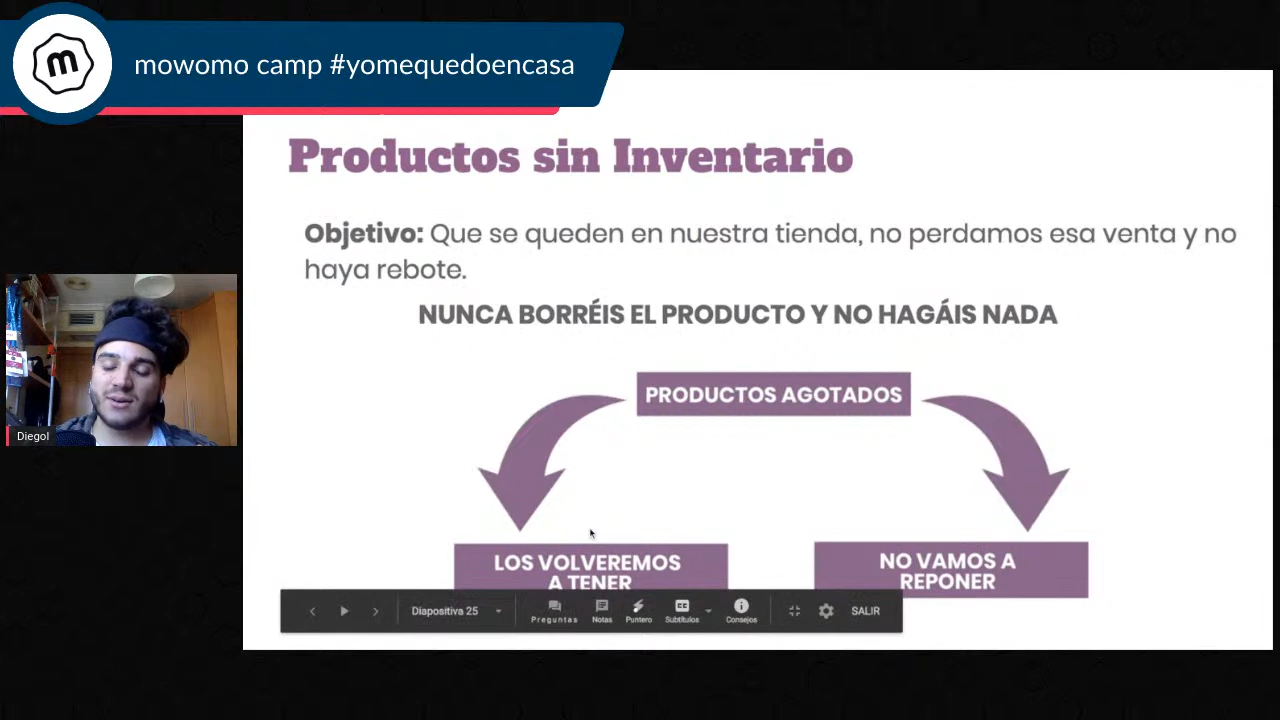 m
mowomo camp #yomequedoencasa
Productos sin Inventario
Objetivo: Que se queden en nuestra tienda, no perdamos esa venta y no
haya rebote.
NUNCA BORRÉIS EL PRODUCTO Y NO HAGÁIS NADA
PRODUCTOS AGOTADOS
LOS VOLVEREMOS
A TENER
NO VAMOS A
REPONER
Diegol
Diapositiva 25
Preguntas
Notas
Puntero
Subtítulos
Consejos
SALIR